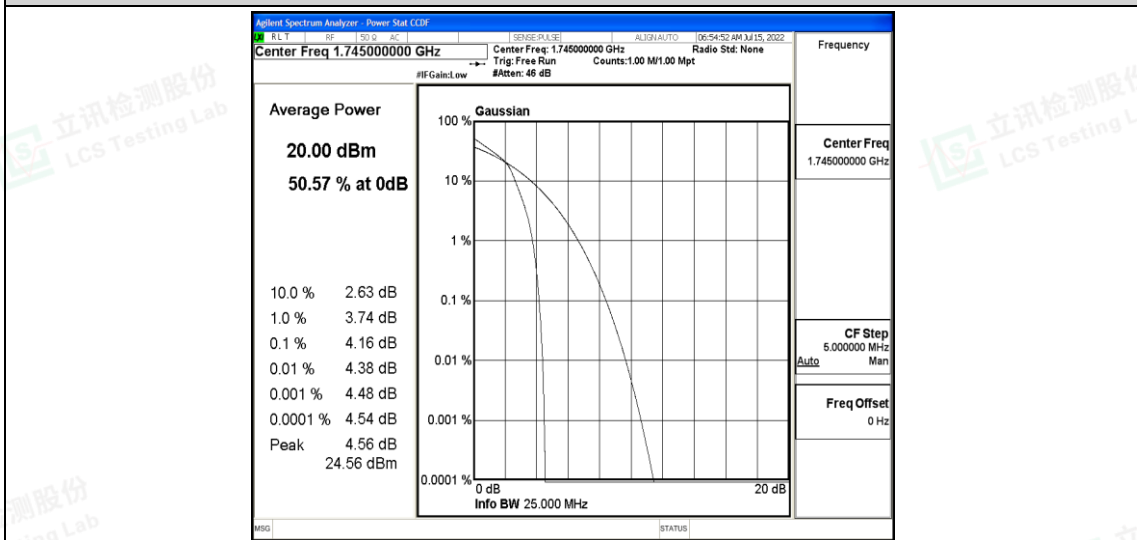 Agilent Spectrum Analyzer - Power Stat CCDF
LXI RLT RF 50 Ω AC SENSE:PULSE ALIGNAUTO 06:54:52 AM Jul 15, 2022
Center Freq 1.745000000 GHz
Center Freq: 1.745000000 GHz Radio Std: None
Trig: Free Run Counts:1.00 M/1.00 Mpt
#IFGain:Low #Atten: 46 dB
Frequency
Average Power
20.00 dBm
50.57 % at 0dB
10.0 % 2.63 dB
1.0 % 3.74 dB
0.1 % 4.16 dB
0.01 % 4.38 dB
0.001 % 4.48 dB
0.0001 % 4.54 dB
Peak 4.56 dB
24.56 dBm
Gaussian
100 %
10 %
1 %
0.1 %
0.01 %
0.001 %
0.0001 %
0 dB 20 dB
Info BW 25.000 MHz
Center Freq
1.745000000 GHz
CF Step
5.000000 MHz
Auto Man
Freq Offset
0 Hz
MSG STATUS
立讯检测股份
LCS Testing Lab
立讯检测股份
LCS Testing Lab